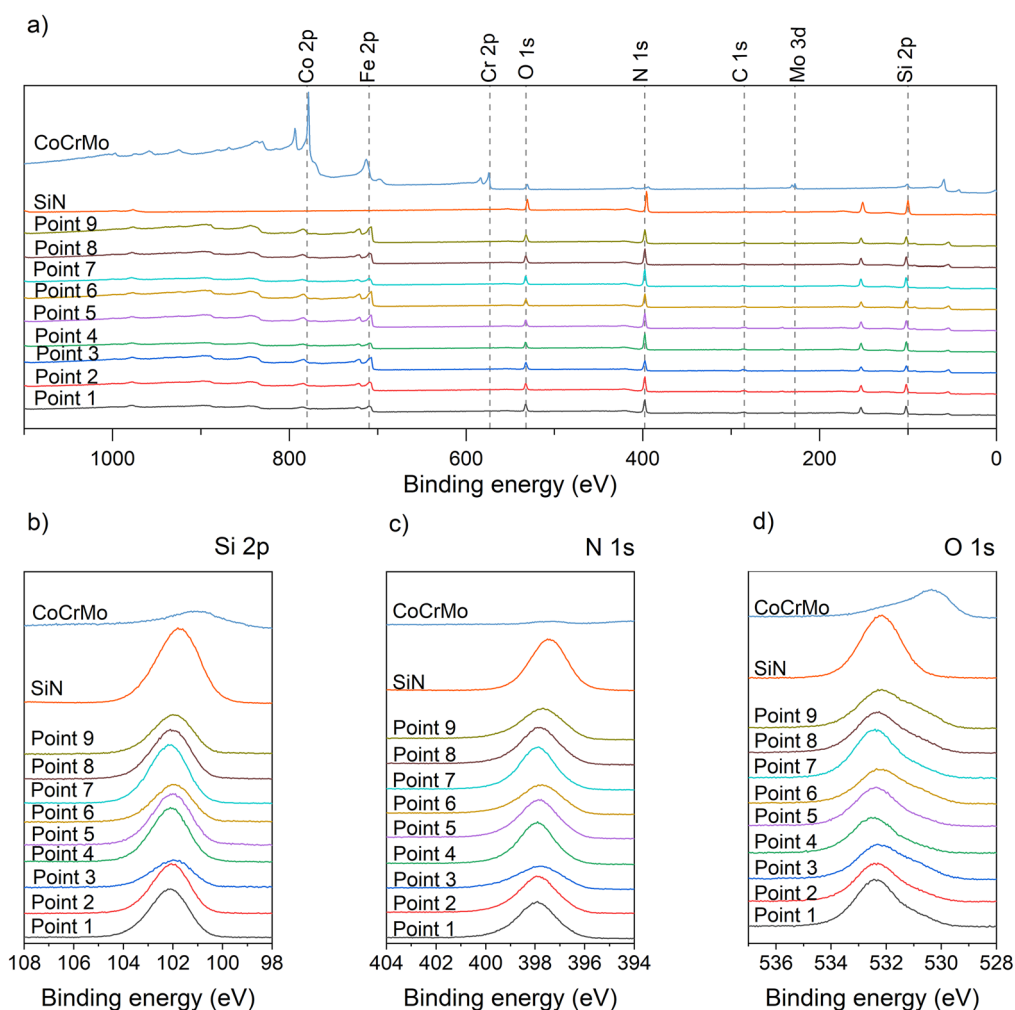 a)
Co 2p
Fe 2p
Cr 2p
O 1s
N 1s
C 1s
Mo 3d
Si 2p
CoCrMo
SiN
Point 9
Point 8
Point 7
Point 6
Point 5
Point 4
Point 3
Point 2
Point 1
1000 800 600 400 200 0
Binding energy (eV)
b)
Si 2p
CoCrMo
SiN
Point 9
Point 8
Point 7
Point 6
Point 5
Point 4
Point 3
Point 2
Point 1
108 106 104 102 100 98
Binding energy (eV)
c)
N 1s
CoCrMo
SiN
Point 9
Point 8
Point 7
Point 6
Point 5
Point 4
Point 3
Point 2
Point 1
404 402 400 398 396 394
Binding energy (eV)
d)
O 1s
CoCrMo
SiN
Point 9
Point 8
Point 7
Point 6
Point 5
Point 4
Point 3
Point 2
Point 1
536 534 532 530 528
Binding energy (eV)